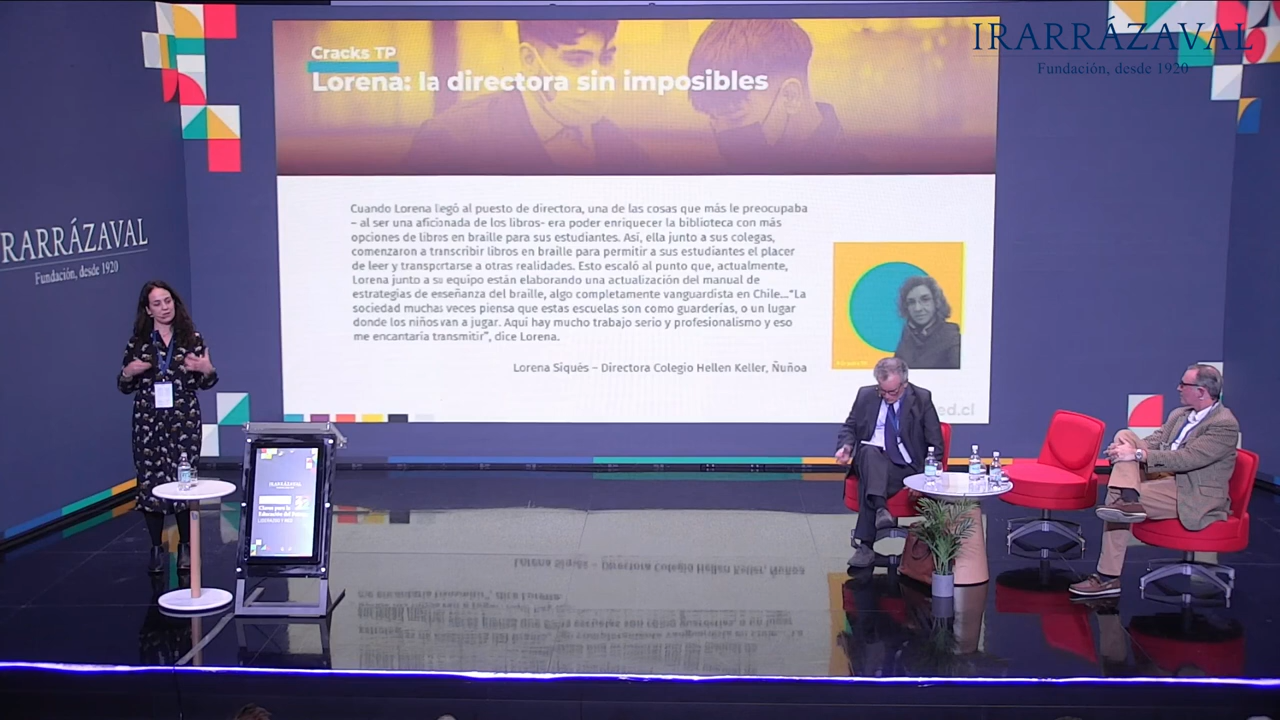 IRARRÁZAVAL
Fundación, desde 1920
Cracks TP
Lorena: la directora sin imposibles
Cuando Lorena llegó al puesto de directora, una de las cosas que más le preocupaba
– al ser una aficionada de los libros- era poder enriquecer la biblioteca con más
opciones de libros en braille para sus estudiantes. Así, ella junto a sus colegas,
comenzaron a transcribir libros en braille para permitir a sus estudiantes el placer
de leer y transportarse a otras realidades. Esto escaló al punto que, actualmente,
Lorena junto a su equipo están elaborando una actualización del manual de
estrategias de enseñanza del braille, algo completamente vanguardista en Chile..."La
sociedad muchas veces piensa que estas escuelas son como guarderías, o un lugar
donde los niños van a jugar. Aquí hay mucho trabajo serio y profesionalismo y eso
me encantaría transmitir", dice Lorena.
Lorena Siqués – Directora Colegio Hellen Keller, Ñuñoa
ed.cl
RARRÁZAVAL
Fundación, desde 1920
IRARRÁZAVAL
Claves para la
Educación del